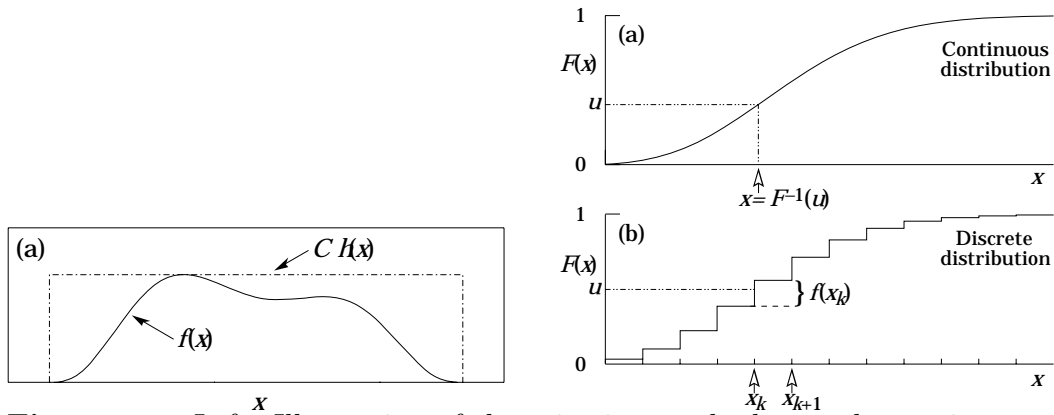 (a)
C h(x)
f(x)
x
1
(a)
Continuous
distribution
F(x)
u
0
x
x = F⁻¹(u)
1
(b)
Discrete
distribution
F(x)
u
} f(xₖ)
0
x
xₖ
xₖ₊₁